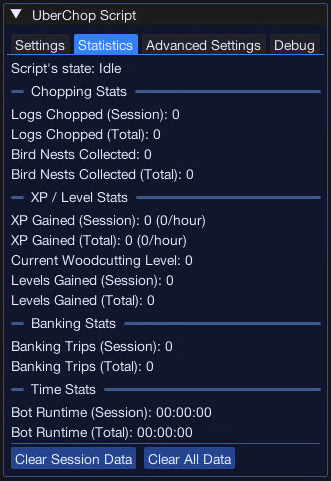 UberChop Script
Settings Statistics Advanced Settings Debug
Script's state: Idle
Chopping Stats
Logs Chopped (Session): 0
Logs Chopped (Total): 0
Bird Nests Collected: 0
Bird Nests Collected (Total): 0
XP / Level Stats
XP Gained (Session): 0 (0/hour)
XP Gained (Total): 0 (0/hour)
Current Woodcutting Level: 0
Levels Gained (Session): 0
Levels Gained (Total): 0
Banking Stats
Banking Trips (Session): 0
Banking Trips (Total): 0
Time Stats
Bot Runtime (Session): 00:00:00
Bot Runtime (Total): 00:00:00
Clear Session Data Clear All Data